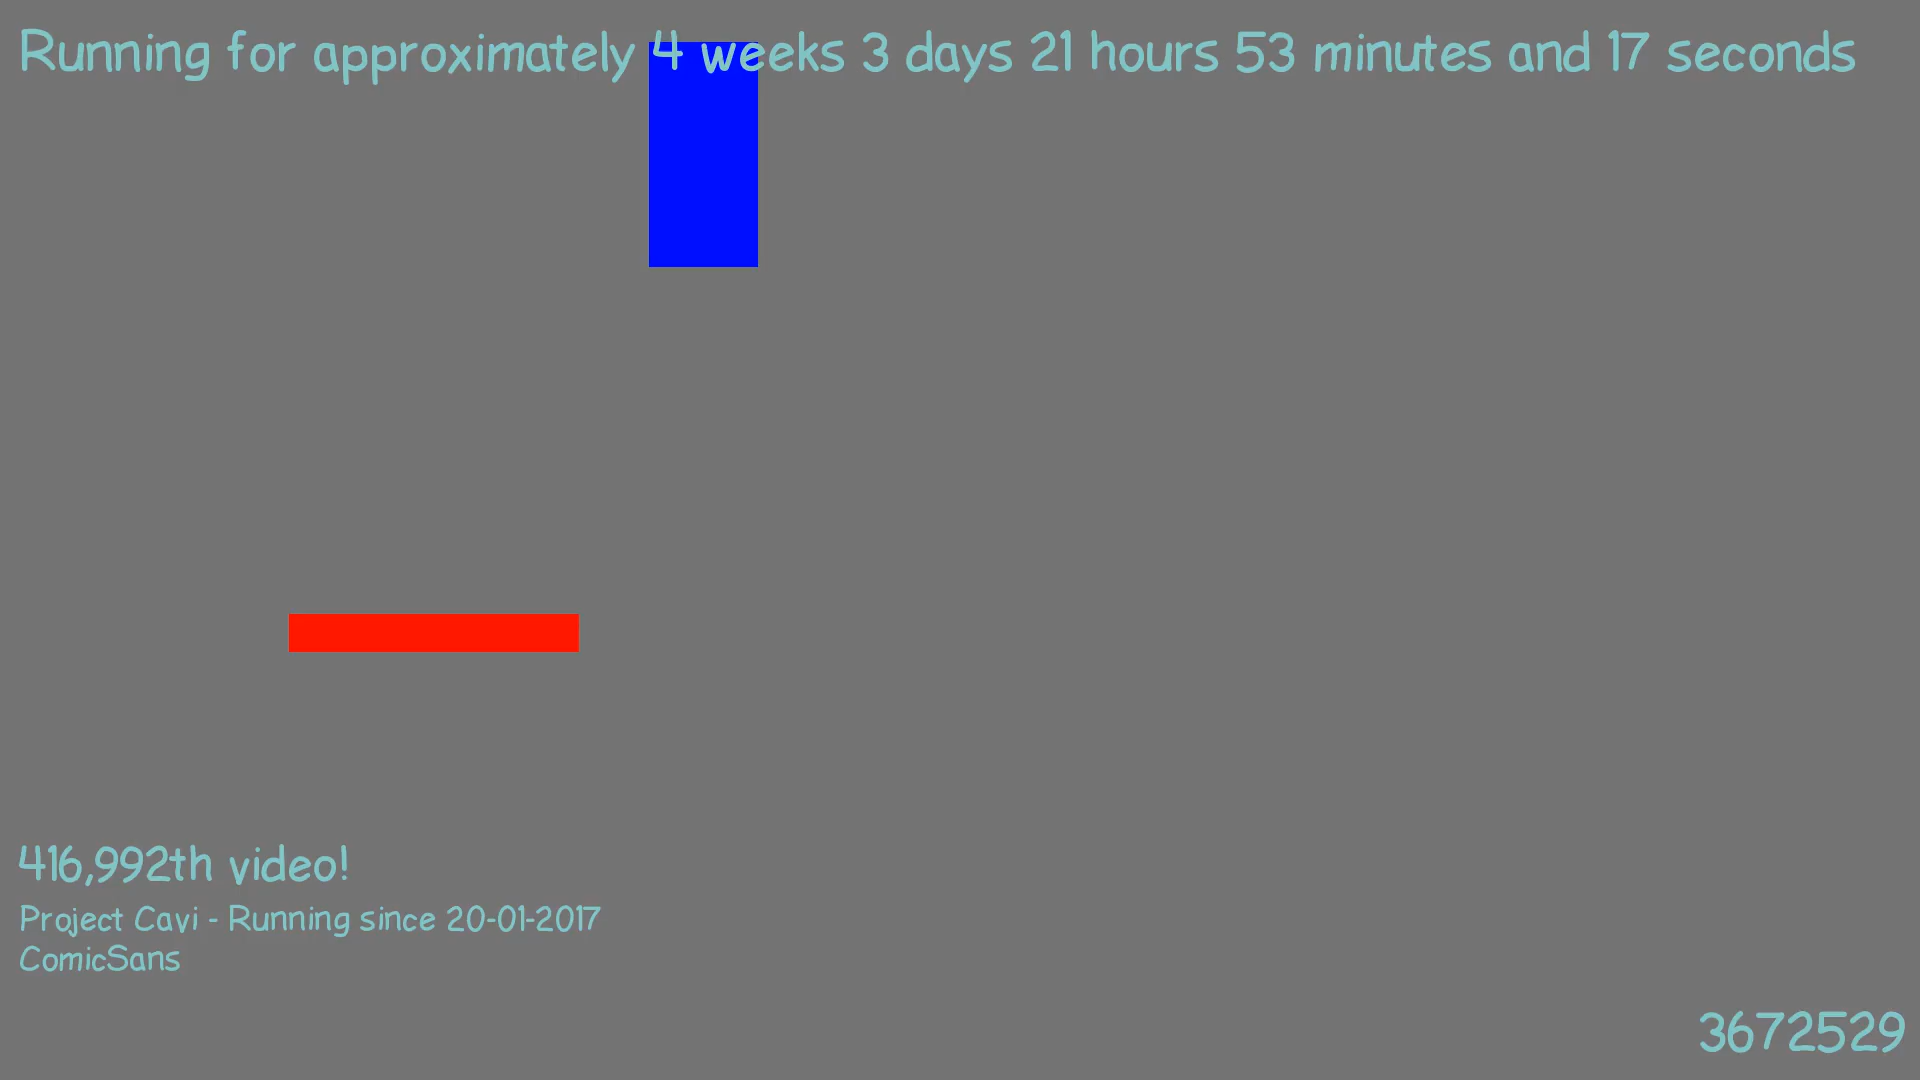 Running for approximately 4 weeks 3 days 21 hours 53 minutes and 17 seconds
416,992th video!
Project Cavi - Running since 20-01-2017
ComicSans
3672529